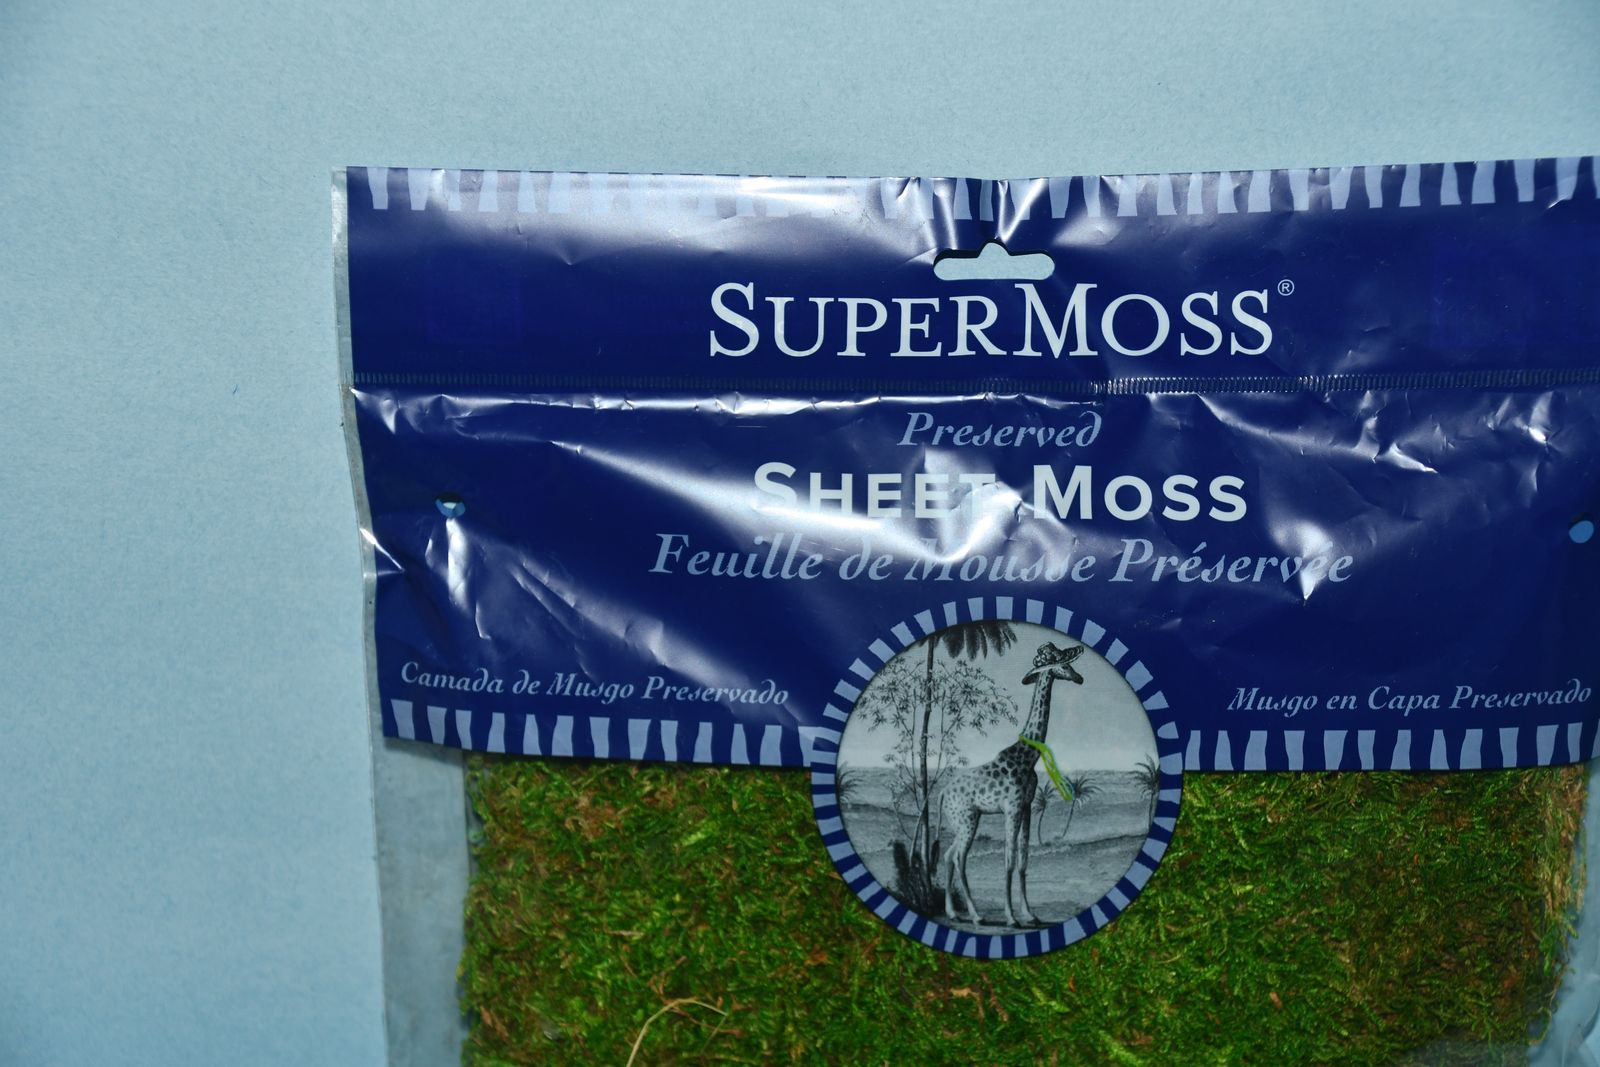 SUPERMOSS®
Preserved
SHEET MOSS
Feuille de Mousse Préservée
Camada de Musgo Preservado
Musgo en Capa Preservado